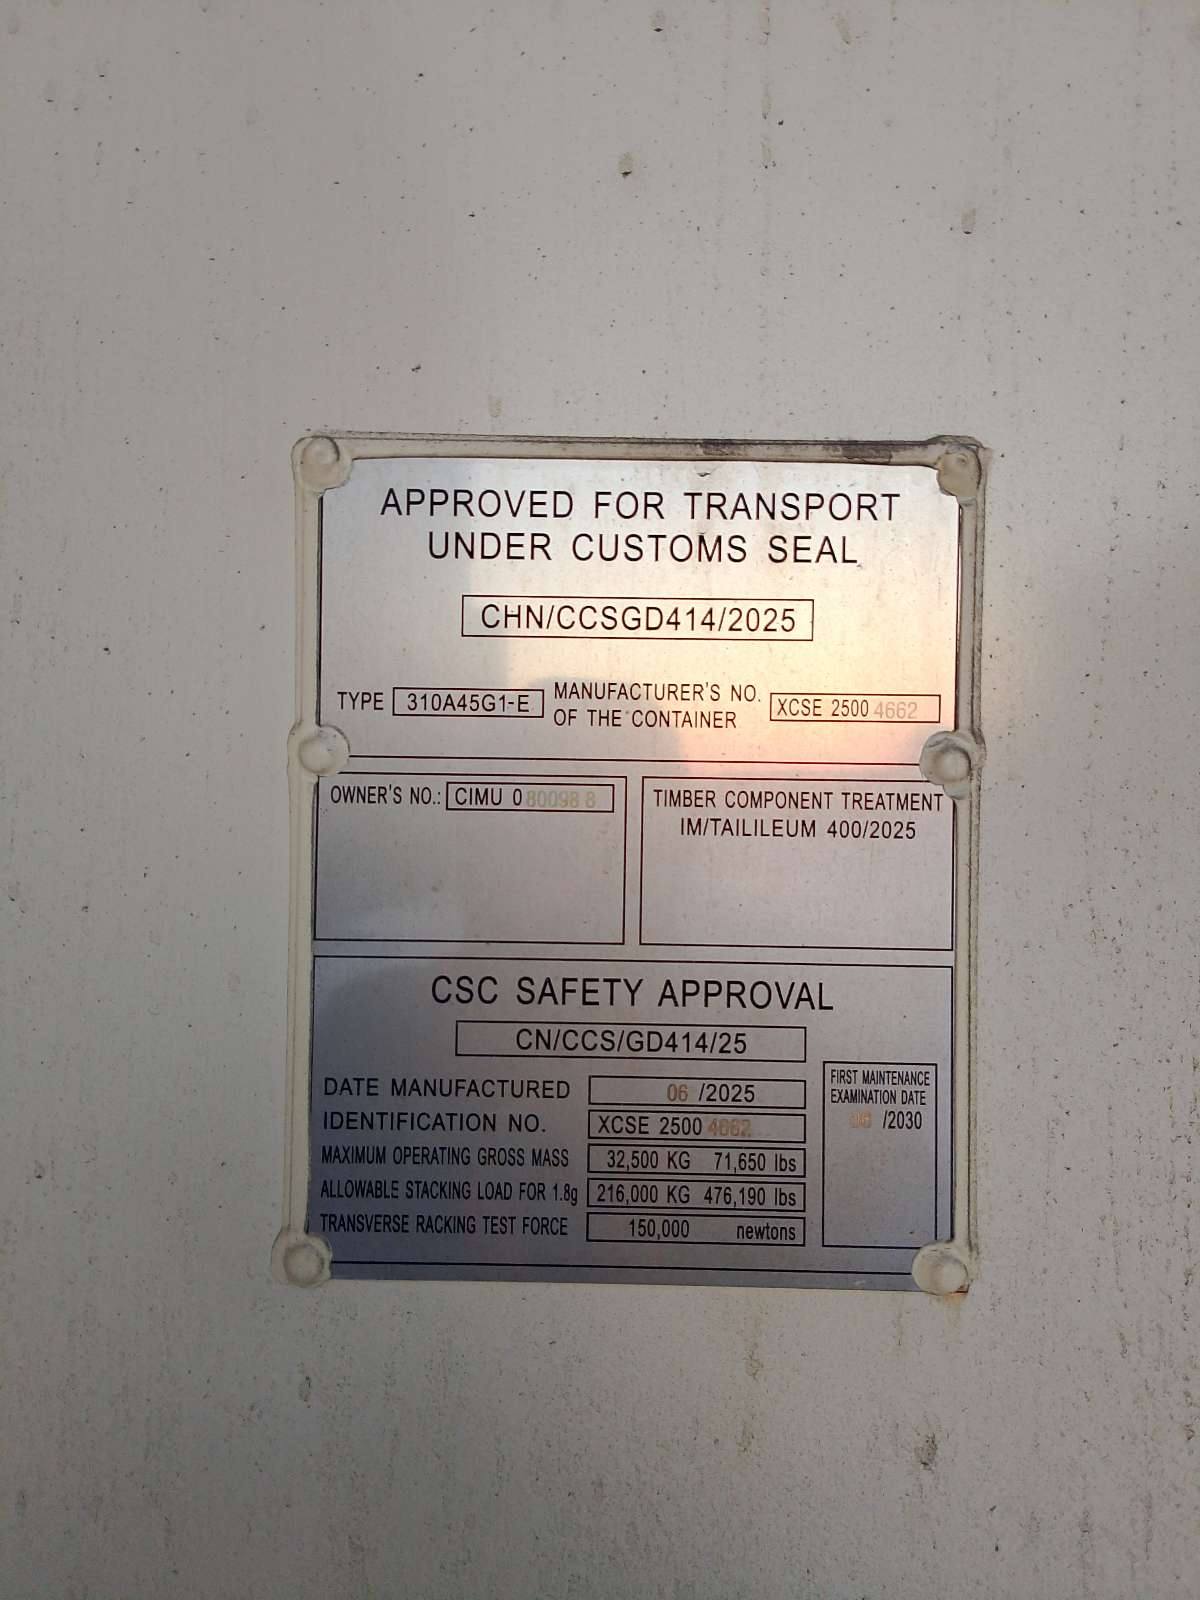 APPROVED FOR TRANSPORT
UNDER CUSTOMS SEAL
CHN/CCSGD414/2025
TYPE 310A45G1-E
MANUFACTURER'S NO.
OF THE CONTAINER
XCSE 2500 4662
OWNER'S NO.: CIMU 0 80098 8
TIMBER COMPONENT TREATMENT
IM/TAILILEUM 400/2025
CSC SAFETY APPROVAL
CN/CCS/GD414/25
DATE MANUFACTURED 06 /2025
IDENTIFICATION NO. XCSE 2500 4662
MAXIMUM OPERATING GROSS MASS 32,500 KG 71,650 lbs
ALLOWABLE STACKING LOAD FOR 1.8g 216,000 KG 476,190 lbs
TRANSVERSE RACKING TEST FORCE 150,000 newtons
FIRST MAINTENANCE
EXAMINATION DATE
06 /2030